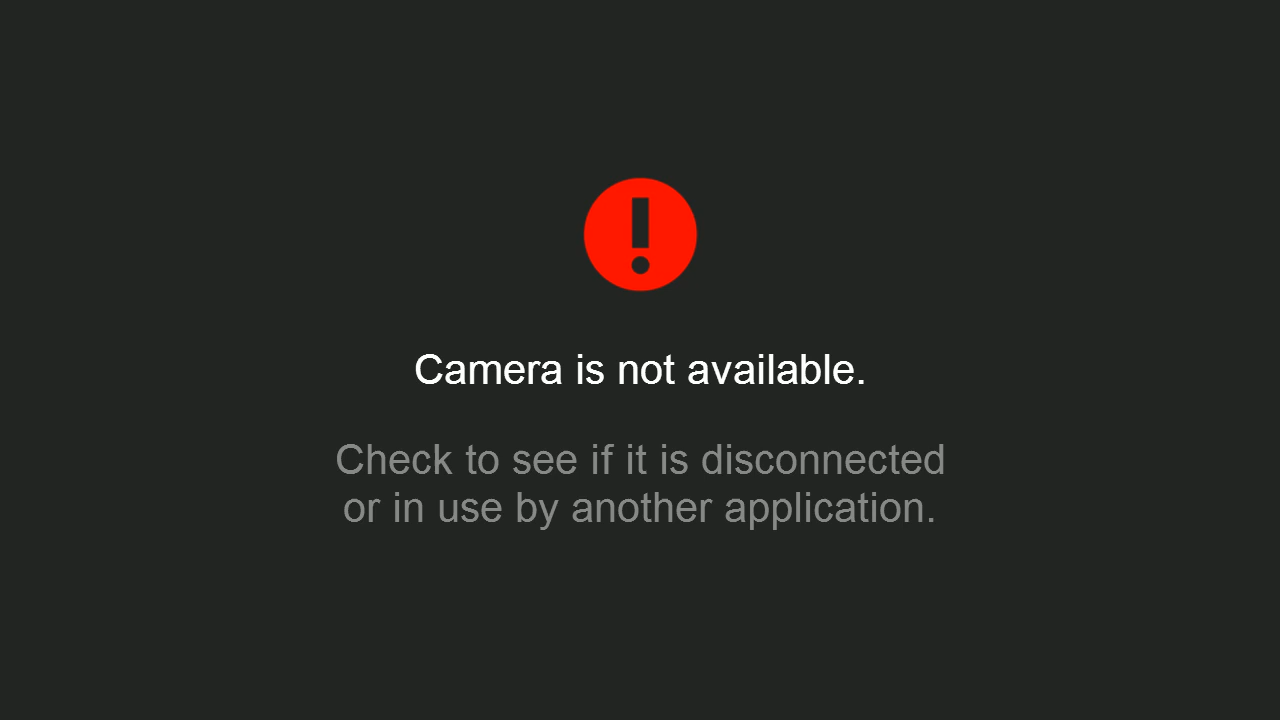 Camera is not available.
Check to see if it is disconnected
or in use by another application.